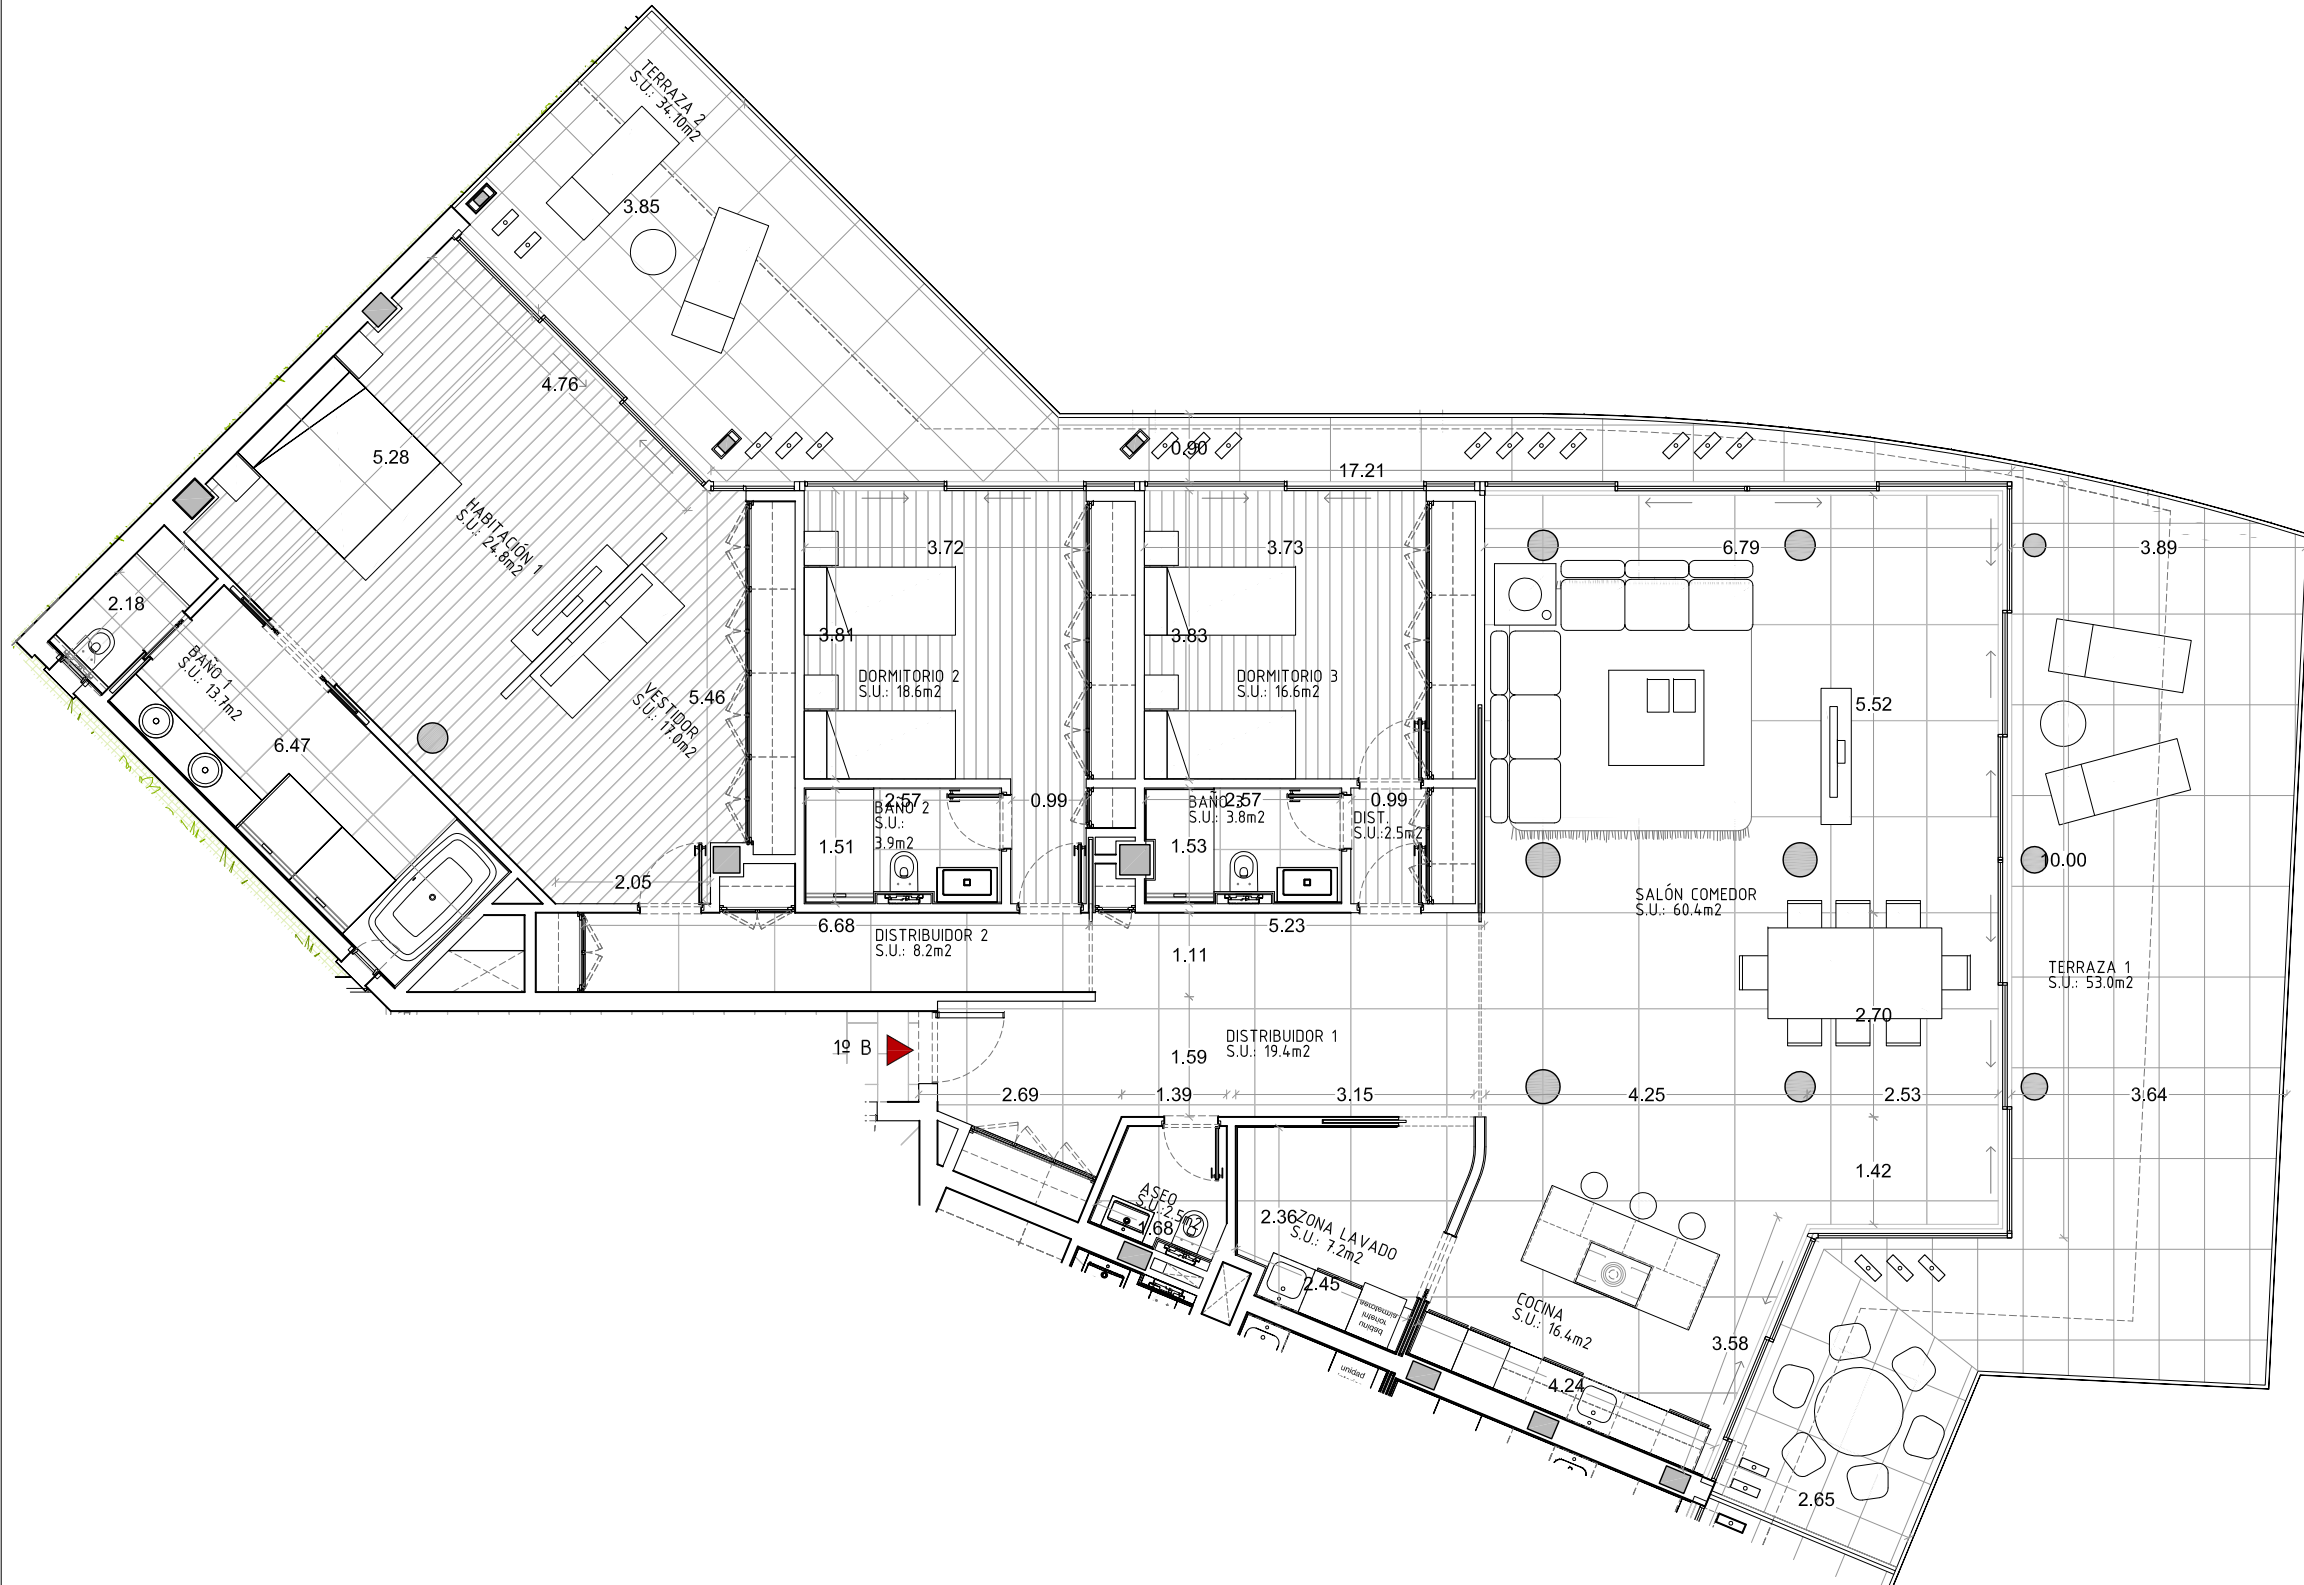 TERRAZA 2
S.U.: 34.10m2
3.85
4.76
5.28
HABITACIÓN 1
S.U.: 24.8m2
0.90
17.21
3.72
3.73
6.79
3.89
2.18
BAÑO 1
S.U.: 13.7m2
6.47
VESTIDOR
S.U.: 17.0m2
5.46
3.81
DORMITORIO 2
S.U.: 18.6m2
3.83
DORMITORIO 3
S.U.: 16.6m2
5.52
2.57
BAÑO 2
S.U.:
3.9m2
0.99
2.57
BAÑO 3
S.U.: 3.8m2
0.99
DIST.
S.U.:2.5m2
1.51
1.53
2.05
10.00
SALÓN COMEDOR
S.U.: 60.4m2
6.68
DISTRIBUIDOR 2
S.U.: 8.2m2
5.23
1.11
TERRAZA 1
S.U.: 53.0m2
2.70
1º B
DISTRIBUIDOR 1
S.U.: 19.4m2
1.59
2.69
1.39
3.15
4.25
2.53
3.64
1.42
ASEO
S.U.:2.5m2
.68
2.36
ZONA LAVADO
S.U.: 7.2m2
2.45
COCINA
S.U.: 16.4m2
3.58
4.24
unidad
2.65